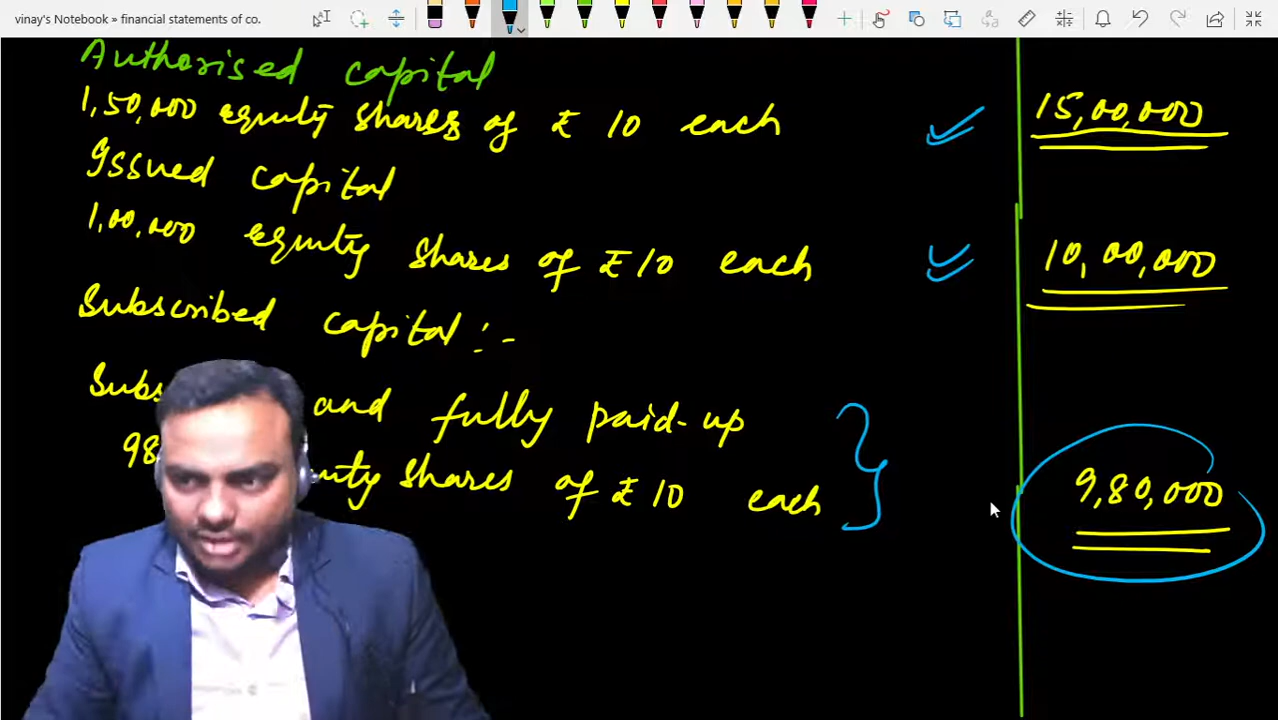 vinay's Notebook » financial statements of co.
Authorised capital
1,50,000 equity shares of ₹ 10 each 15,00,000
Issued capital
1,00,000 equity shares of ₹ 10 each 10,00,000
Subscribed capital :-
and fully paid-up
shares of ₹ 10 each 9,80,000